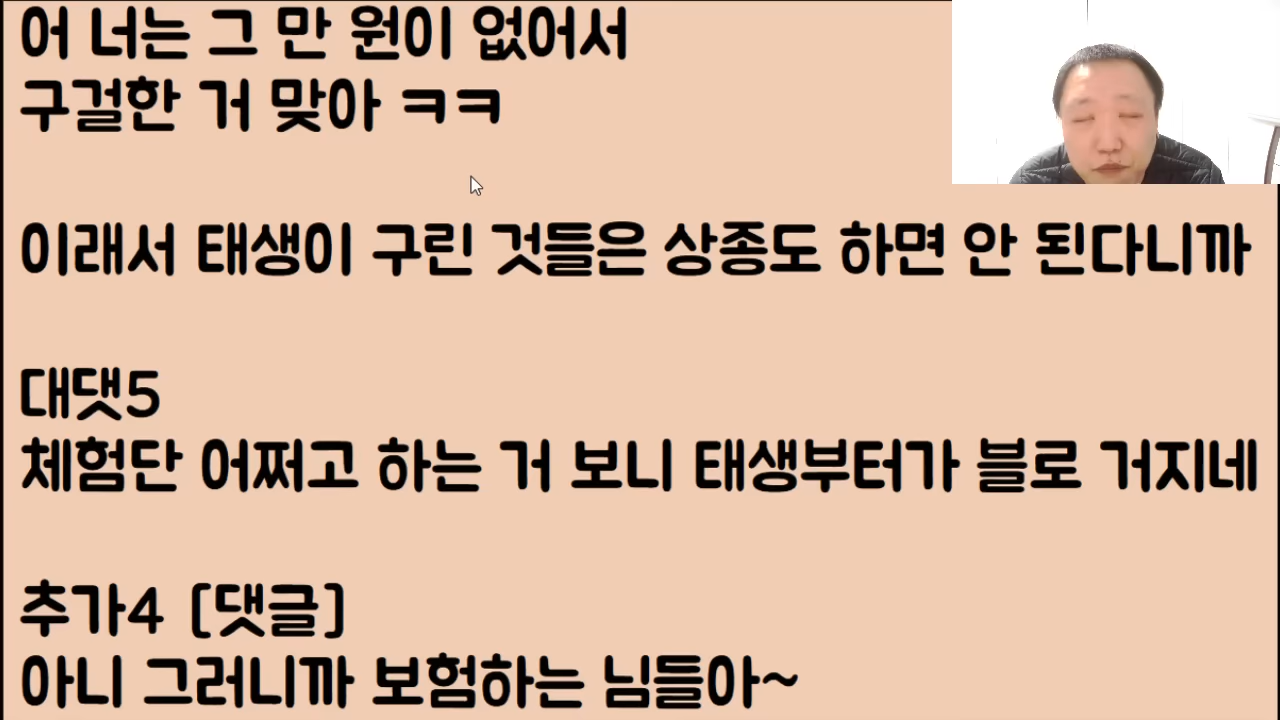 어 너는 그 만 원이 없어서
구걸한 거 맞아 ㅋㅋ
이래서 태생이 구린 것들은 상종도 하면 안 된다니까
대댓5
체험단 어쩌고 하는 거 보니 태생부터가 블로 거지네
추가4 [댓글]
아니 그러니까 보험하는 님들아~